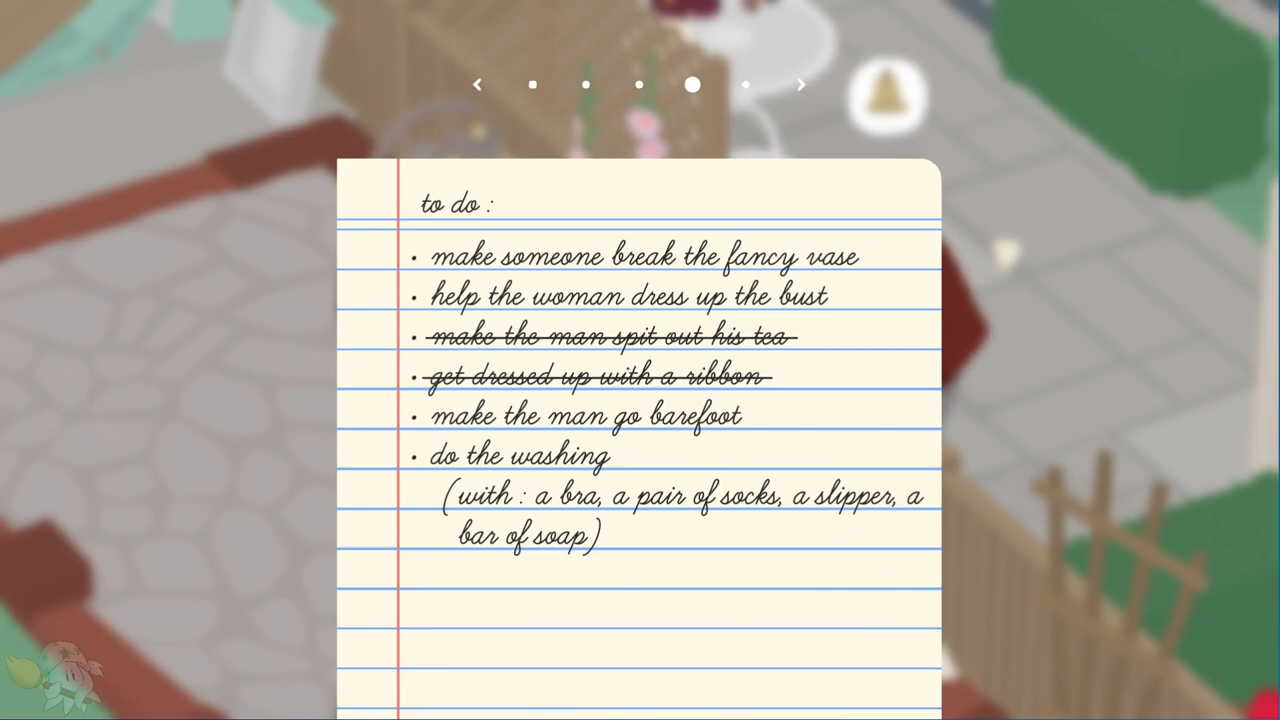 to do :
• make someone break the fancy vase
• help the woman dress up the bust
• make the man spit out his tea
• get dressed up with a ribbon
• make the man go barefoot
• do the washing
(with : a bra, a pair of socks, a slipper, a
bar of soap)